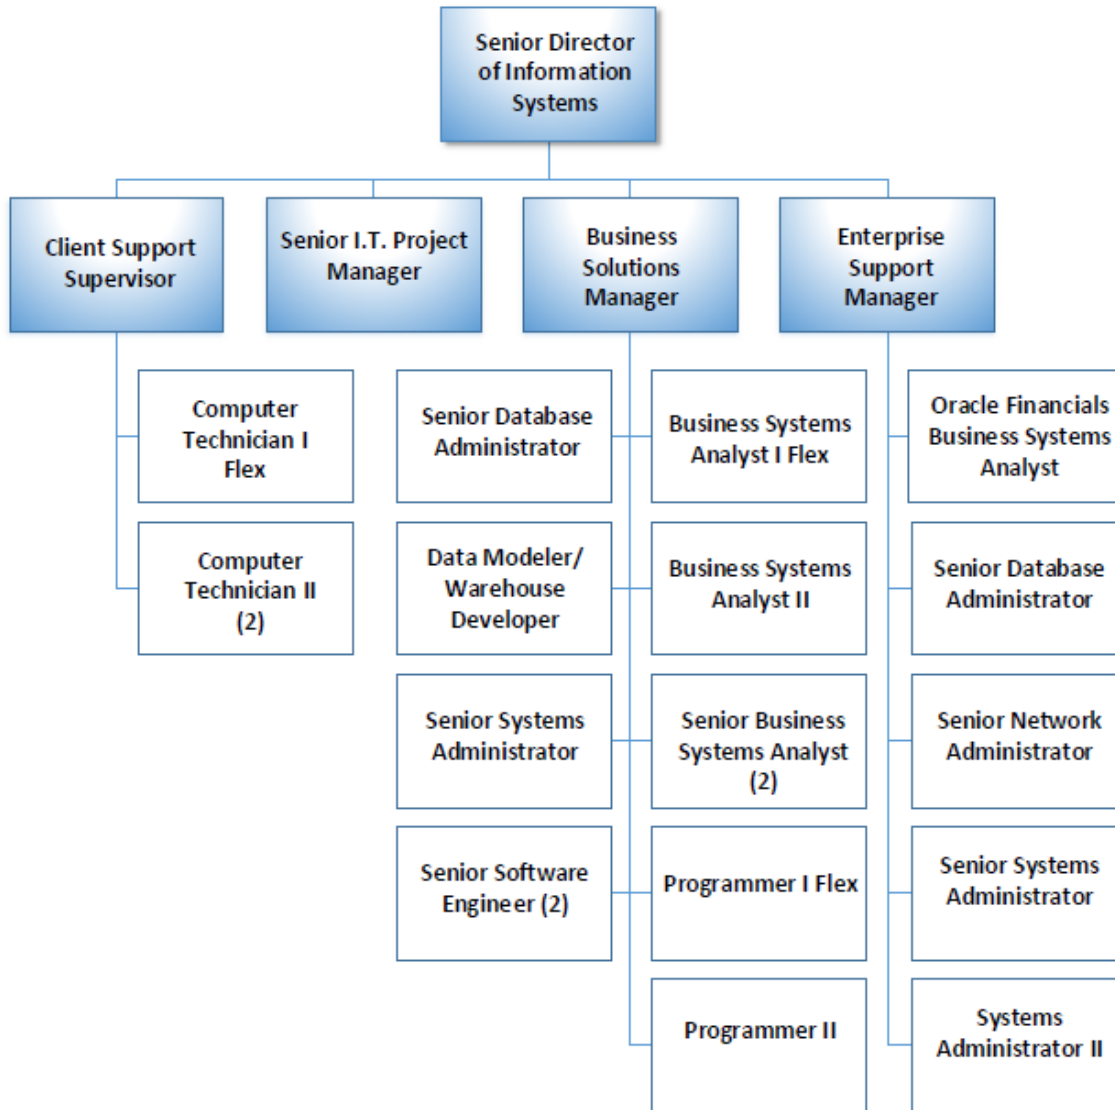 Senior Director
of Information
Systems
Client Support
Supervisor
Senior I.T. Project
Manager
Business
Solutions
Manager
Enterprise
Support
Manager
Computer
Technician I
Flex
Computer
Technician II
(2)
Senior Database
Administrator
Data Modeler/
Warehouse
Developer
Senior Systems
Administrator
Senior Software
Engineer (2)
Business Systems
Analyst I Flex
Business Systems
Analyst II
Senior Business
Systems Analyst
(2)
Programmer I Flex
Programmer II
Oracle Financials
Business Systems
Analyst
Senior Database
Administrator
Senior Network
Administrator
Senior Systems
Administrator
Systems
Administrator II